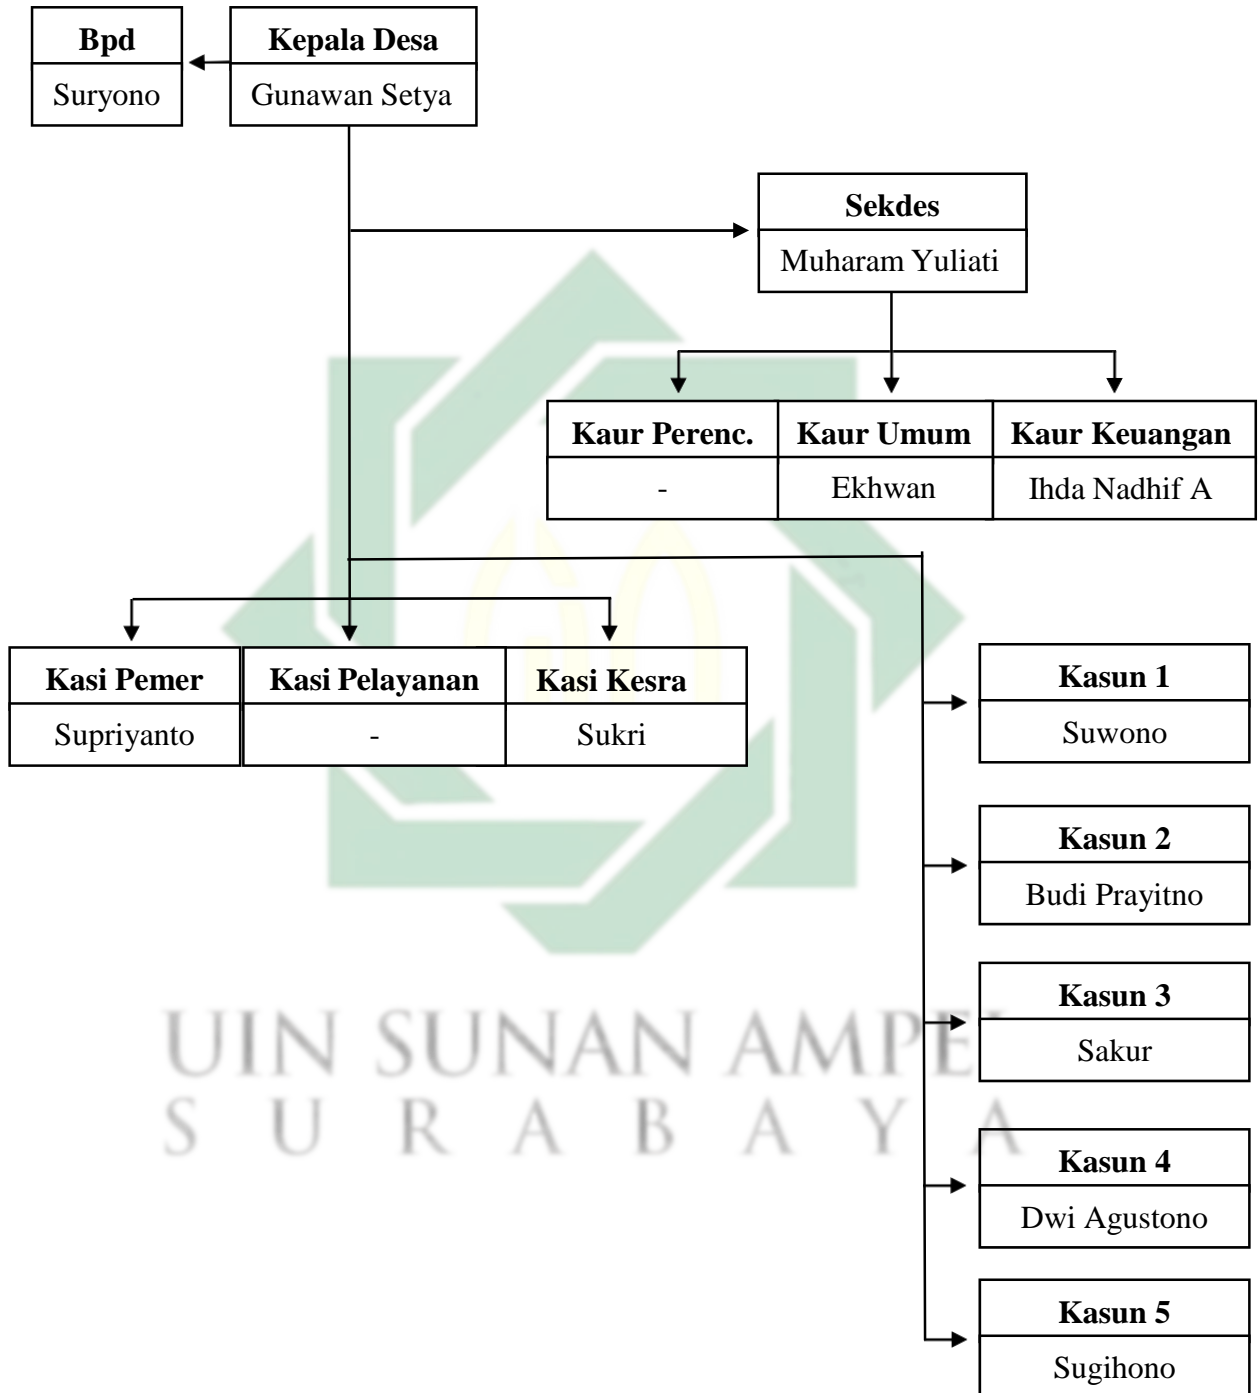 Bpd
Suryono
Kepala Desa
Gunawan Setya
Sekdes
Muharam Yuliati
Kaur Perenc.
-
Kaur Umum
Ekhwan
Kaur Keuangan
Ihda Nadhif A
Kasi Pemer
Supriyanto
Kasi Pelayanan
-
Kasi Kesra
Sukri
Kasun 1
Suwono
Kasun 2
Budi Prayitno
Kasun 3
Sakur
Kasun 4
Dwi Agustono
Kasun 5
Sugihono
UIN SUNAN AMPEL
SURABAYA